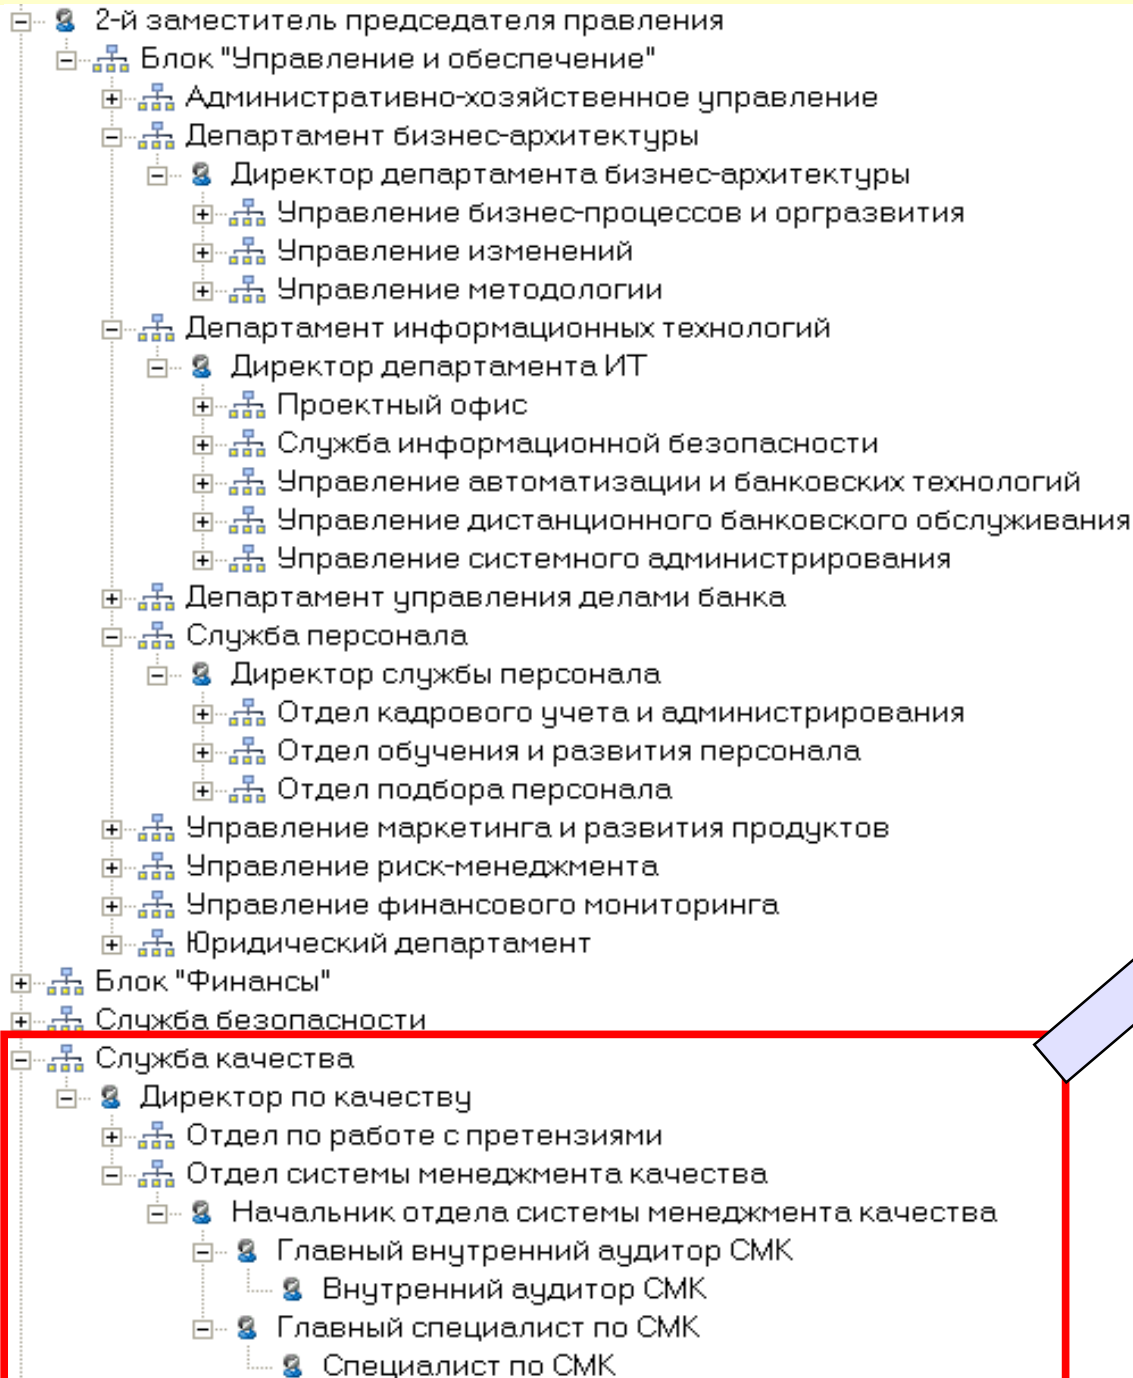 2-й заместитель председателя правления
Блок "Управление и обеспечение"
Административно-хозяйственное управление
Департамент бизнес-архитектуры
Директор департамента бизнес-архитектуры
Управление бизнес-процессов и оргразвития
Управление изменений
Управление методологии
Департамент информационных технологий
Директор департамента ИТ
Проектный офис
Служба информационной безопасности
Управление автоматизации и банковских технологий
Управление дистанционного банковского обслуживания
Управление системного администрирования
Департамент управления делами банка
Служба персонала
Директор службы персонала
Отдел кадрового учета и администрирования
Отдел обучения и развития персонала
Отдел подбора персонала
Управление маркетинга и развития продуктов
Управление риск-менеджмента
Управление финансового мониторинга
Юридический департамент
Блок "Финансы"
Служба безопасности
Служба качества
Директор по качеству
Отдел по работе с претензиями
Отдел системы менеджмента качества
Начальник отдела системы менеджмента качества
Главный внутренний аудитор СМК
Внутренний аудитор СМК
Главный специалист по СМК
Специалист по СМК